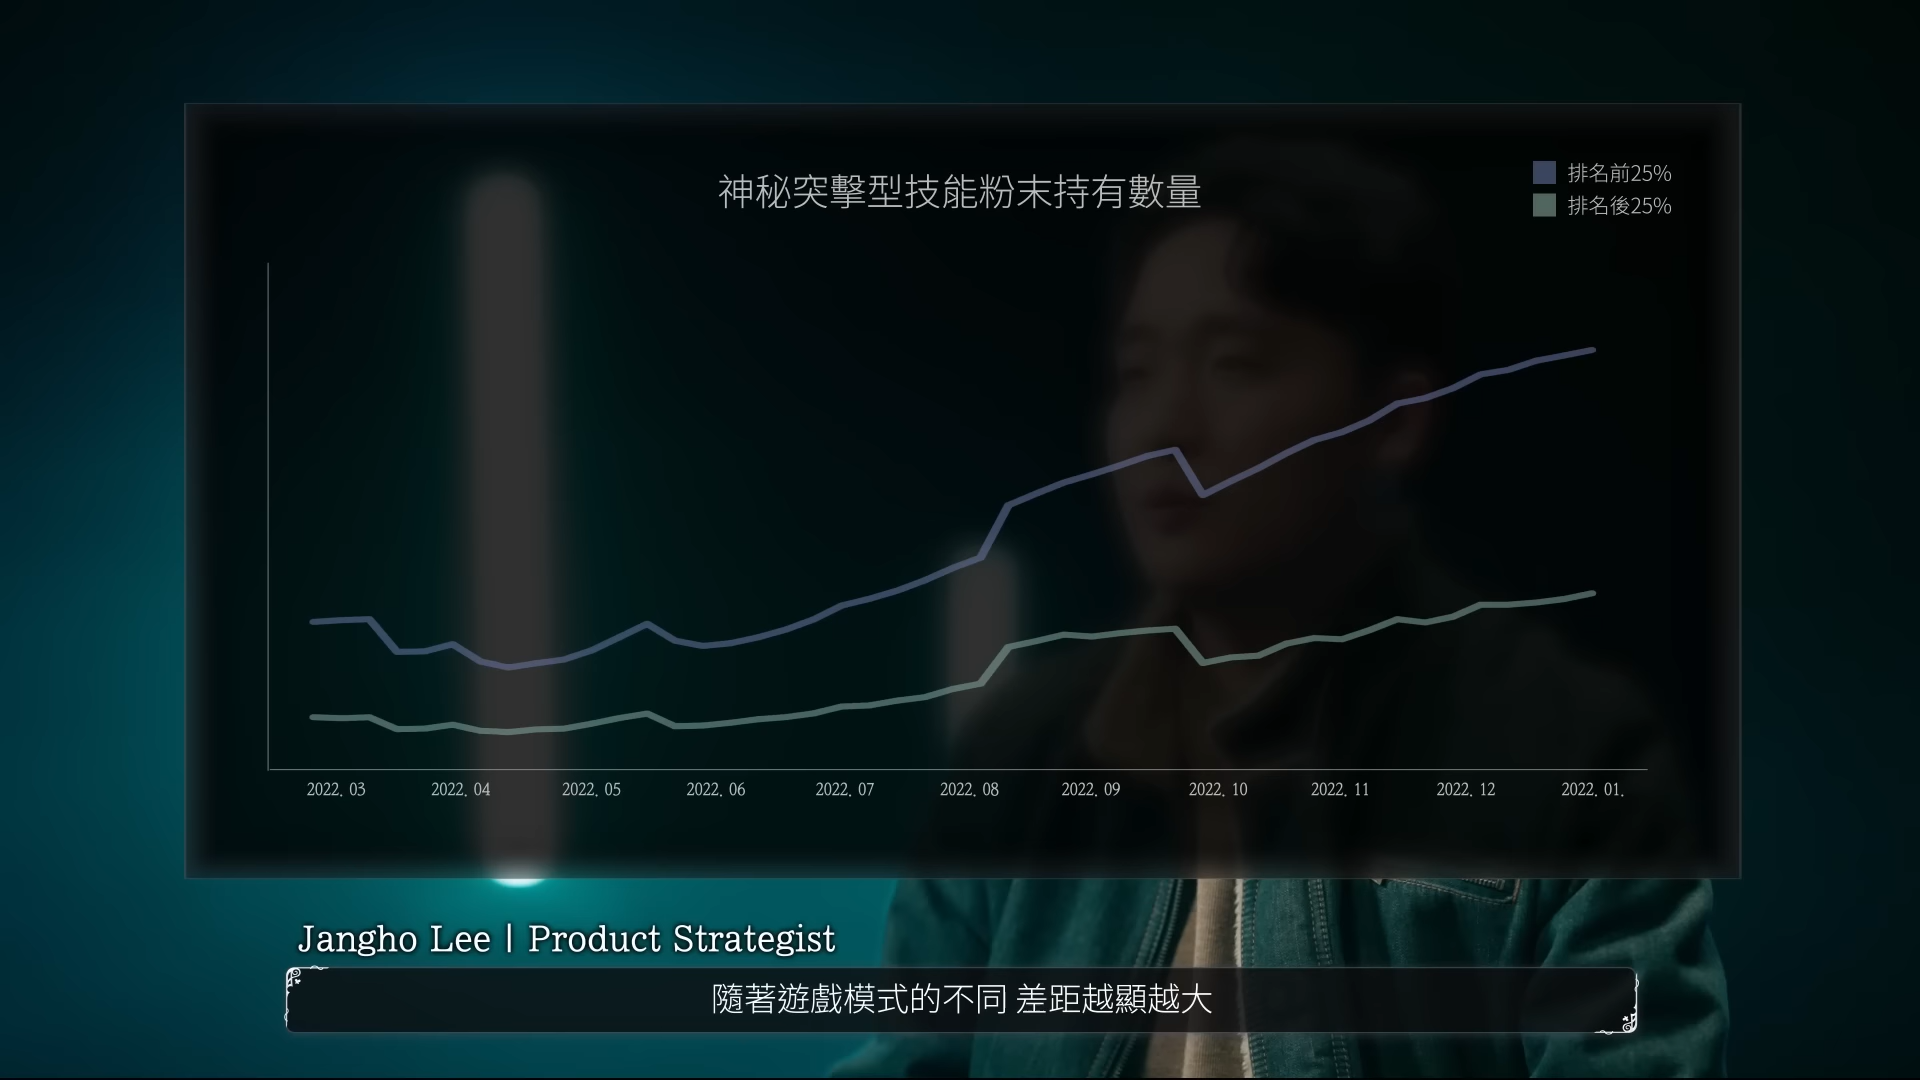 神秘突擊型技能粉末持有數量
排名前25%
排名後25%
2022. 03 2022. 04 2022. 05 2022. 06 2022. 07 2022. 08 2022. 09 2022. 10 2022. 11 2022. 12 2022. 01.
Jangho Lee | Product Strategist
隨著遊戲模式的不同 差距越顯越大